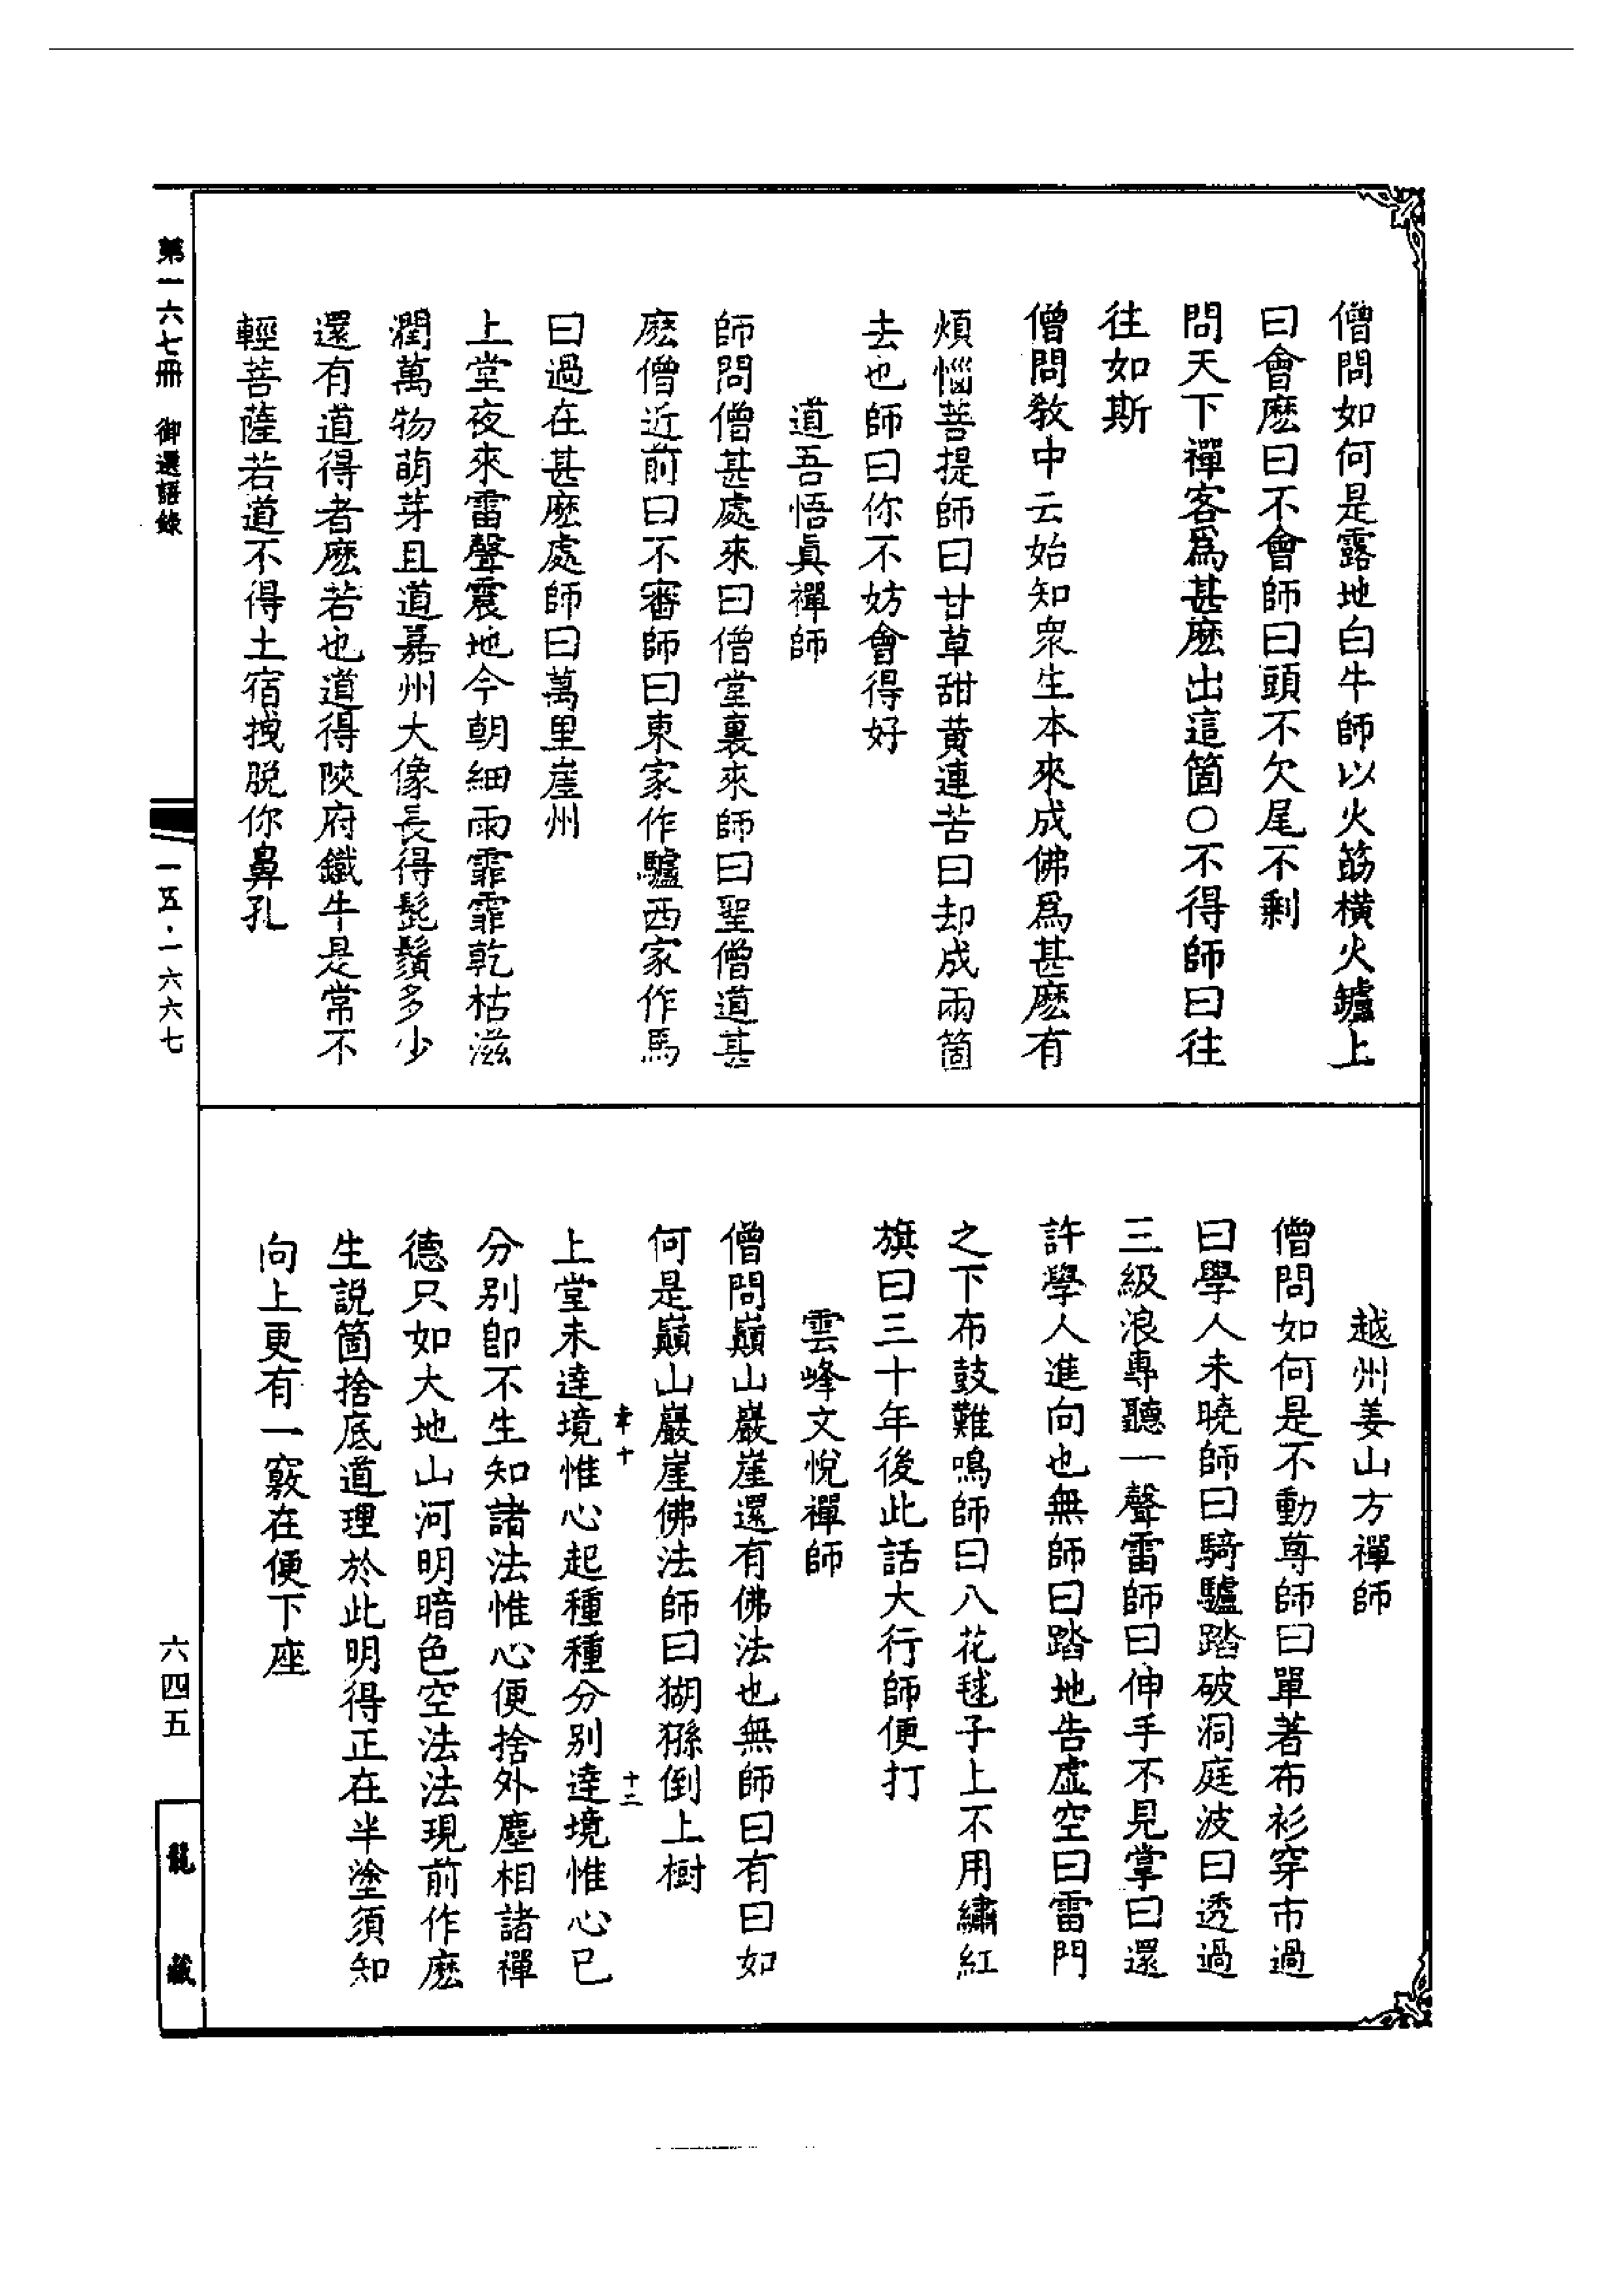 僧問如何是露地白牛師以火筯橫火鑪上
曰會麽曰不會師曰頭不欠尾不剩
問天下禪客爲甚麽出這箇○不得師曰往
往如斯
僧問敎中云始知衆生本來成佛爲甚麽有
煩惱菩提師曰甘草甜黃連苦曰却成兩箇
去也師曰你不妨會得好
道吾悟眞禪師
師問僧甚處來曰僧堂裏來師曰聖僧道甚
麽僧近前曰不審師曰東家作驢西家作馬
曰過在甚麽處師曰萬里崖州
上堂夜來雷聲震地今朝細雨霏霏乾枯滋
潤萬物萌芽且道嘉州大像長得髭鬚多少
還有道得者麽若也道得陝府鐵牛是常不
輕菩薩若道不得土宿拽脫你鼻孔
越州姜山方禪師
僧問如何是不動尊師曰單著布衫穿市過
曰學人未曉師曰騎驢踏破洞庭波曰透過
三級浪專聽一聲雷師曰伸手不見掌曰還
許學人進向也無師曰踏地告虛空曰雷門
之下布鼓難鳴師曰八花毬子上不用繡紅
旗曰三十年後此話大行師便打
雲峰文悅禪師
僧問巔山巖崖還有佛法也無師曰有曰如
何是巔山巖崖佛法師曰猢猻倒上樹
上堂未達境惟心起種種分別達境惟心已
分別卽不生知諸法惟心便捨外塵相諸禪
德只如大地山河明暗色空法法現前作麽
生說箇捨底道理於此明得正在半塗須知
向上更有一竅在便下座
十
十二
第一六七冊 御選語錄
一五·一六六七
六四五
龍藏